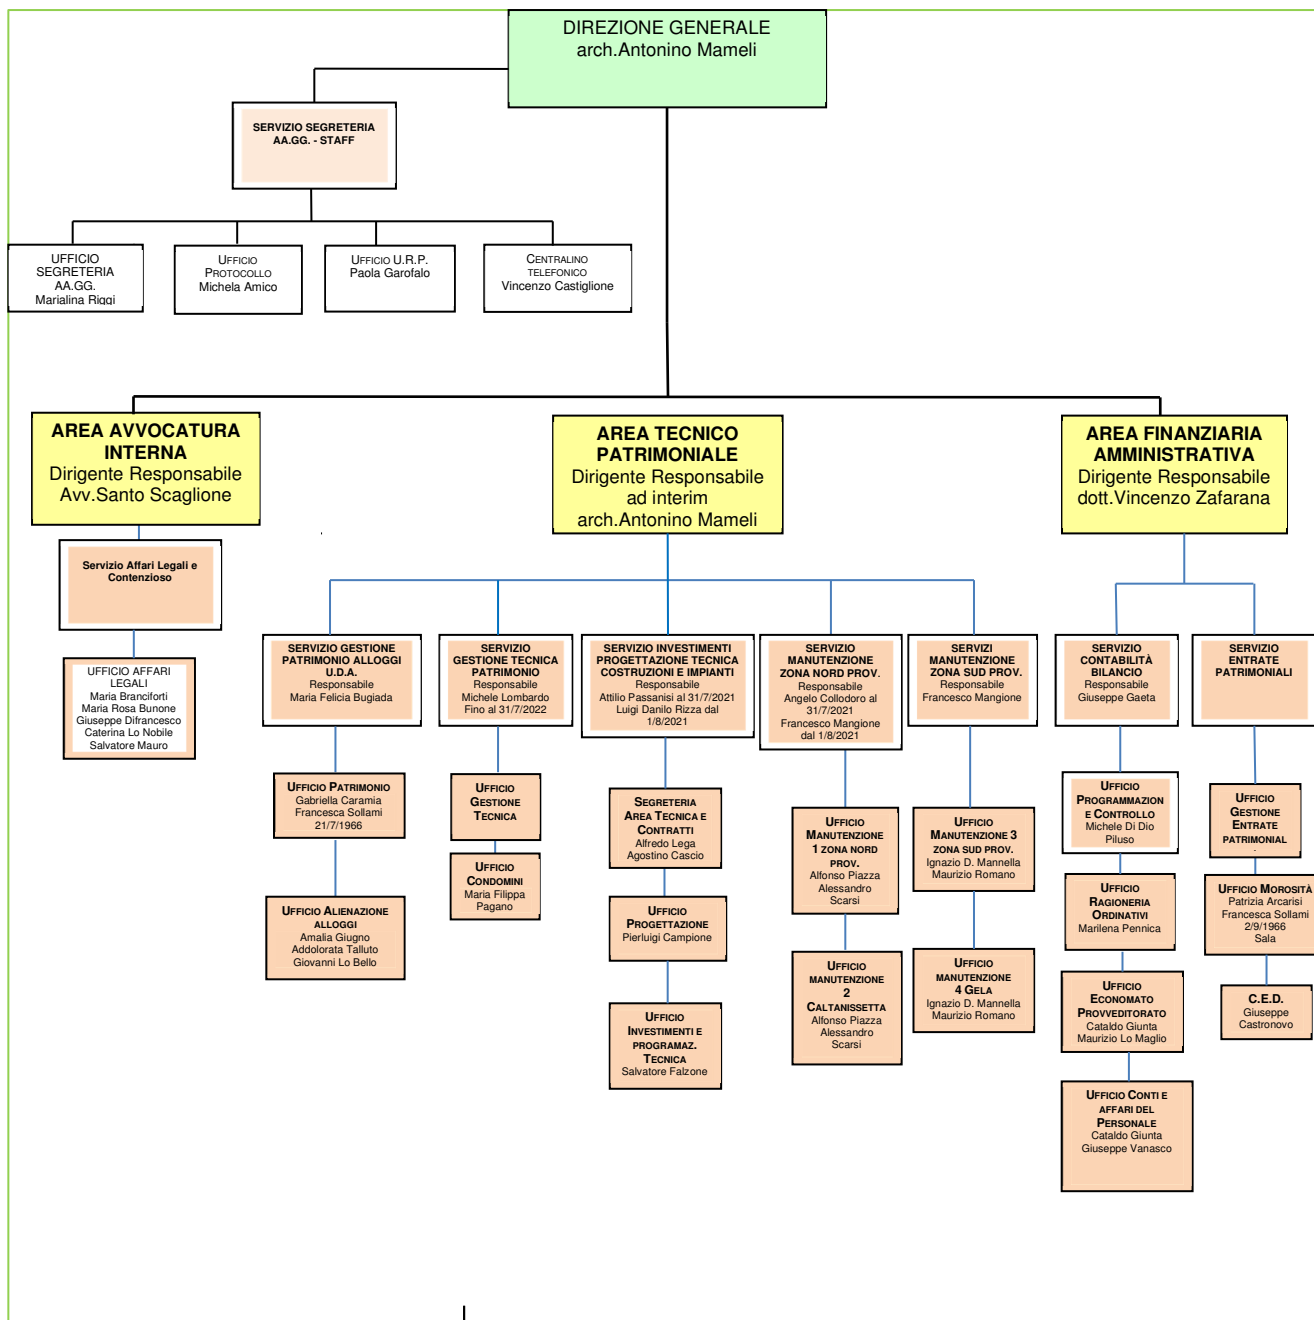 DIREZIONE GENERALE
arch.Antonino Mameli
SERVIZIO SEGRETERIA
AA.GG. - STAFF
UFFICIO
SEGRETERIA
AA.GG.
Marialina Riggi
UFFICIO
PROTOCOLLO
Michela Amico
UFFICIO U.R.P.
Paola Garofalo
CENTRALINO
TELEFONICO
Vincenzo Castiglione
AREA AVVOCATURA
INTERNA
Dirigente Responsabile
Avv.Santo Scaglione
AREA TECNICO
PATRIMONIALE
Dirigente Responsabile
ad interim
arch.Antonino Mameli
AREA FINANZIARIA
AMMINISTRATIVA
Dirigente Responsabile
dott.Vincenzo Zafarana
Servizio Affari Legali e
Contenzioso
UFFICIO AFFARI
LEGALI
Maria Branciforti
Maria Rosa Bunone
Giuseppe Difrancesco
Caterina Lo Nobile
Salvatore Mauro
SERVIZIO GESTIONE
PATRIMONIO ALLOGGI
U.D.A.
Responsabile
Maria Felicia Bugiada
UFFICIO PATRIMONIO
Gabriella Caramia
Francesca Sollami
21/7/1966
UFFICIO ALIENAZIONE
ALLOGGI
Amalia Giugno
Addolorata Talluto
Giovanni Lo Bello
SERVIZIO
GESTIONE TECNICA
PATRIMONIO
Responsabile
Michele Lombardo
Fino al 31/7/2022
UFFICIO
GESTIONE
TECNICA
UFFICIO
CONDOMINI
Maria Filippa
Pagano
SERVIZIO INVESTIMENTI
PROGETTAZIONE TECNICA
COSTRUZIONI E IMPIANTI
Responsabile
Attilio Passanisi al 31/7/2021
Luigi Danilo Rizza dal
1/8/2021
SEGRETERIA
AREA TECNICA E
CONTRATTI
Alfredo Lega
Agostino Cascio
UFFICIO
PROGETTAZIONE
Pierluigi Campione
UFFICIO
INVESTIMENTI E
PROGRAMAZ.
TECNICA
Salvatore Falzone
SERVIZIO
MANUTENZIONE
ZONA NORD PROV.
Responsabile
Angelo Collodoro al
31/7/2021
Francesco Mangione
dal 1/8/2021
UFFICIO
MANUTENZIONE
1 ZONA NORD
PROV.
Alfonso Piazza
Alessandro
Scarsi
UFFICIO
MANUTENZIONE
2
CALTANISSETTA
Alfonso Piazza
Alessandro
Scarsi
SERVIZI
MANUTENZIONE
ZONA SUD PROV.
Responsabile
Francesco Mangione
UFFICIO
MANUTENZIONE 3
ZONA SUD PROV.
Ignazio D. Mannella
Maurizio Romano
UFFICIO
MANUTENZIONE
4 GELA
Ignazio D. Mannella
Maurizio Romano
SERVIZIO
CONTABILITÀ
BILANCIO
Responsabile
Giuseppe Gaeta
UFFICIO
PROGRAMMAZION
E CONTROLLO
Michele Di Dio
Piluso
UFFICIO
RAGIONERIA
ORDINATIVI
Marilena Pennica
UFFICIO
ECONOMATO
PROVVEDITORATO
Cataldo Giunta
Maurizio Lo Maglio
UFFICIO CONTI E
AFFARI DEL
PERSONALE
Cataldo Giunta
Giuseppe Vanasco
SERVIZIO
ENTRATE
PATRIMONIALI
UFFICIO
GESTIONE
ENTRATE
PATRIMONIAL
UFFICIO MOROSITÀ
Patrizia Arcarisi
Francesca Sollami
2/9/1966
Sala
C.E.D.
Giuseppe
Castronovo